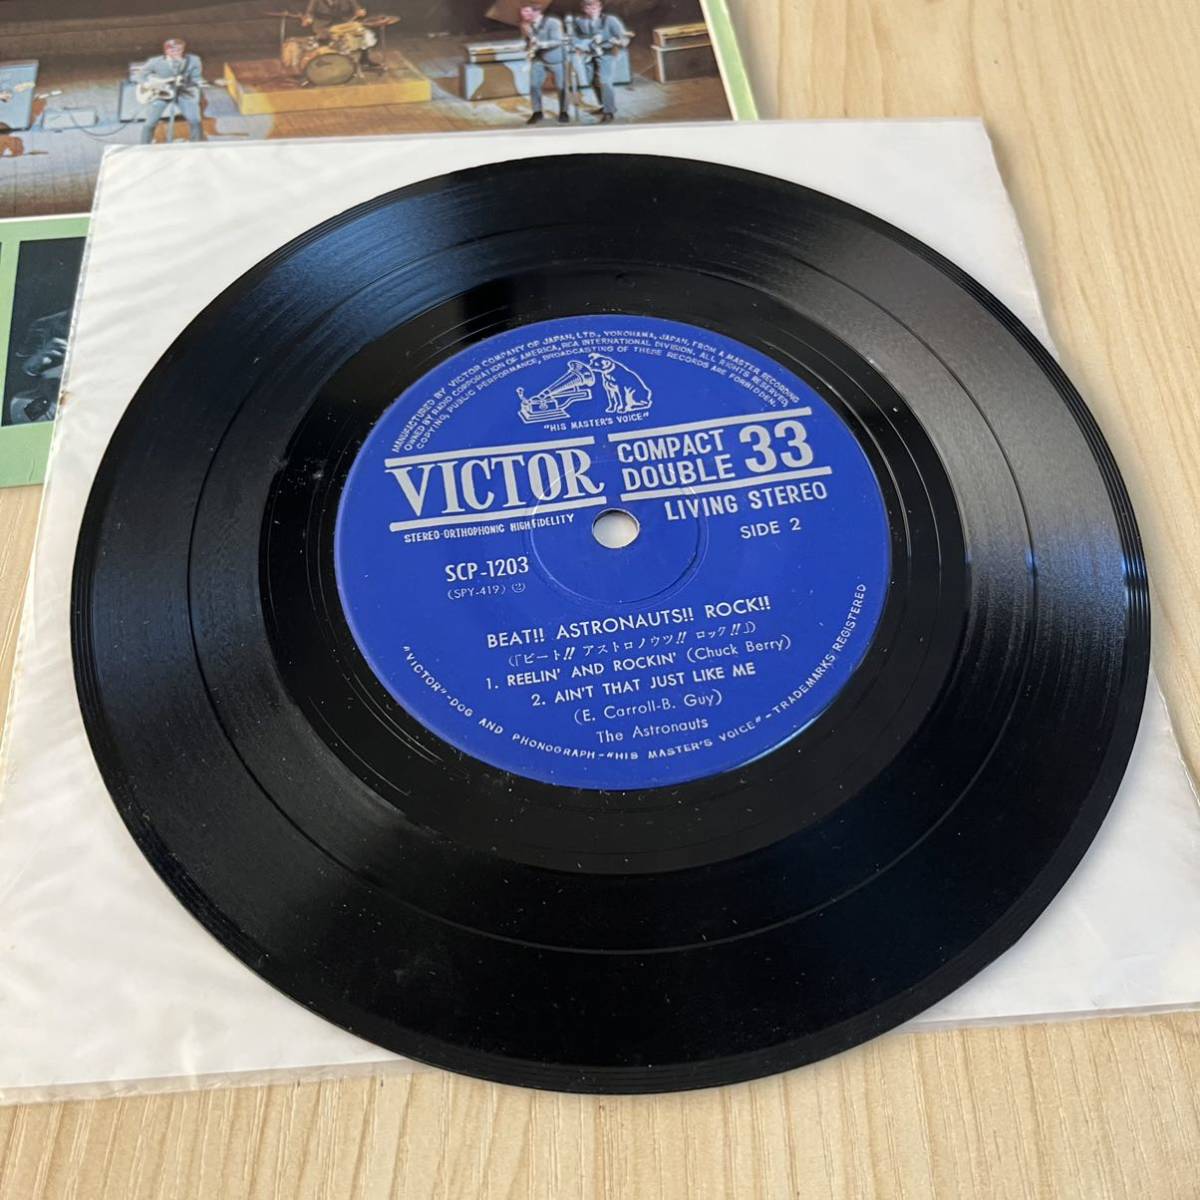 MANUFACTURED BY VICTOR COMPANY OF JAPAN, LTD., YOKOHAMA, JAPAN, FROM A MASTER RECORDING
OWNED BY RADIO CORPORATION OF AMERICA, RCA INTERNATIONAL DIVISION. ALL RIGHTS RESERVED.
COPYING, PUBLIC PERFORMANCE, BROADCASTING OF THESE RECORDS ARE FORBIDDEN.
"HIS MASTER'S VOICE"
VICTOR
COMPACT
DOUBLE 33
STEREO-ORTHOPHONIC HIGH FIDELITY
LIVING STEREO
SIDE 2
SCP-1203
(SPY-419) ②
BEAT!! ASTRONAUTS!! ROCK!!
(「ビート!! アストロノウツ!! ロック!!」)
1. REELIN' AND ROCKIN' (Chuck Berry)
2. AIN'T THAT JUST LIKE ME
(E. Carroll-B. Guy)
The Astronauts
"VICTOR"-DOG AND PHONOGRAPH-"HIS MASTER'S VOICE"-TRADEMARKS REGISTERED